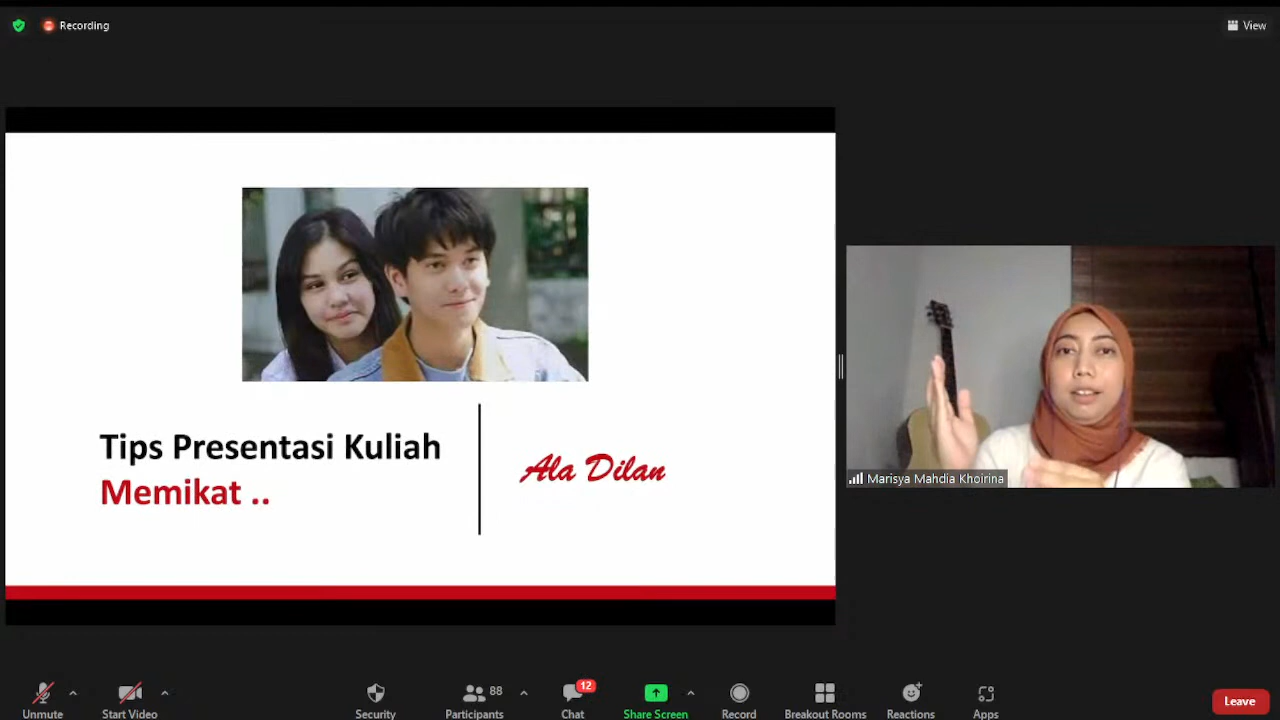 Recording
View
Tips Presentasi Kuliah
Memikat ..
Ala Dilan
Marisya Mahdia Khoirina
Unmute
Start Video
Security
88
Participants
12
Chat
Share Screen
Record
Breakout Rooms
Reactions
Apps
Leave